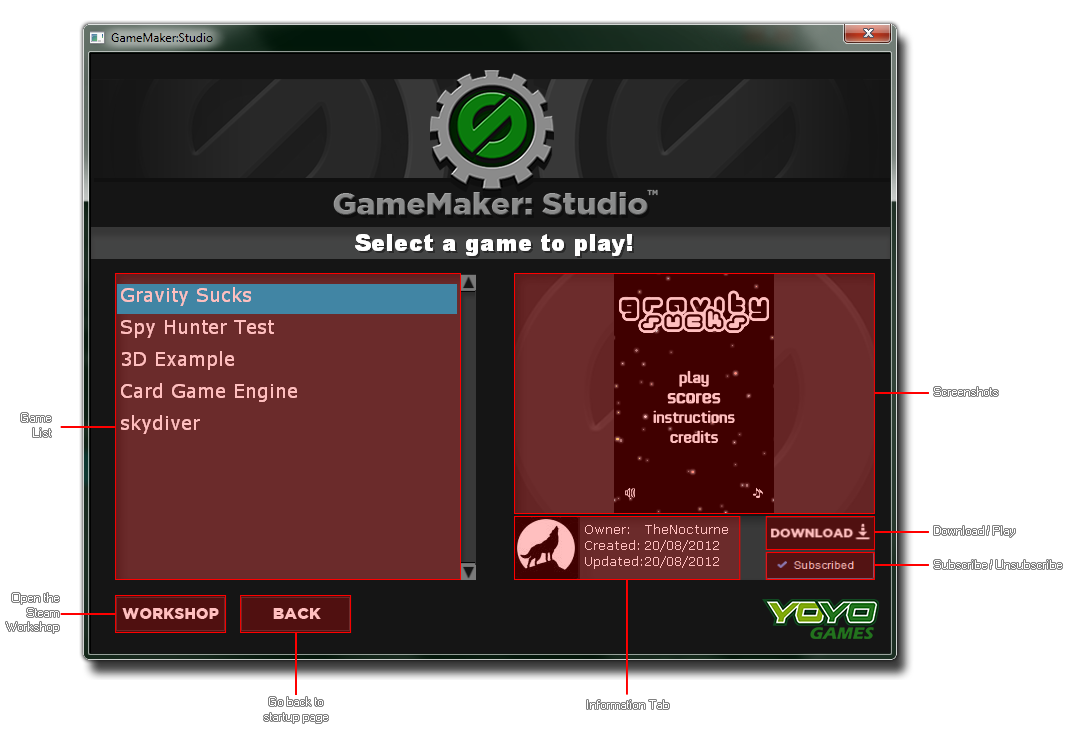 GameMaker:Studio
GameMaker: Studio™
Select a game to play!
Gravity Sucks
Spy Hunter Test
3D Example
Card Game Engine
skydiver
gravity
sucks
play
scores
instructions
credits
Owner: TheNocturne
Created: 20/08/2012
Updated:20/08/2012
DOWNLOAD
Subscribed
WORKSHOP
BACK
YOYO
GAMES
Game
List
Open the
Steam
Workshop
Go back to
startup page
Information Tab
Screenshots
Download / Play
Subscribe / Unsubscribe